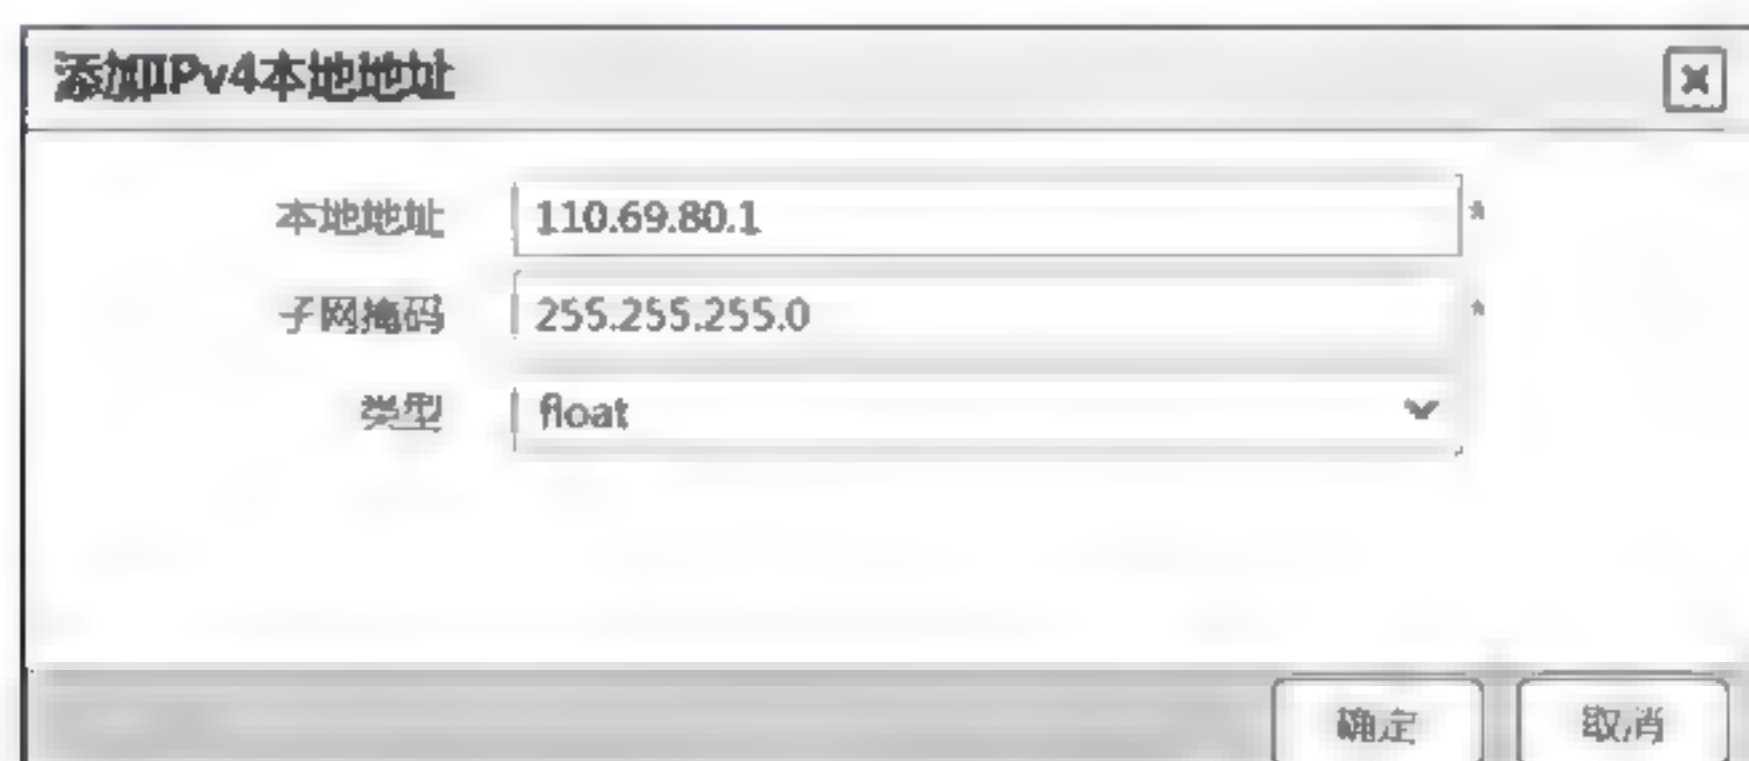 添加IPv4本地地址
本地地址 110.69.80.1 *
子网掩码 255.255.255.0 *
类型 float
确定 取消